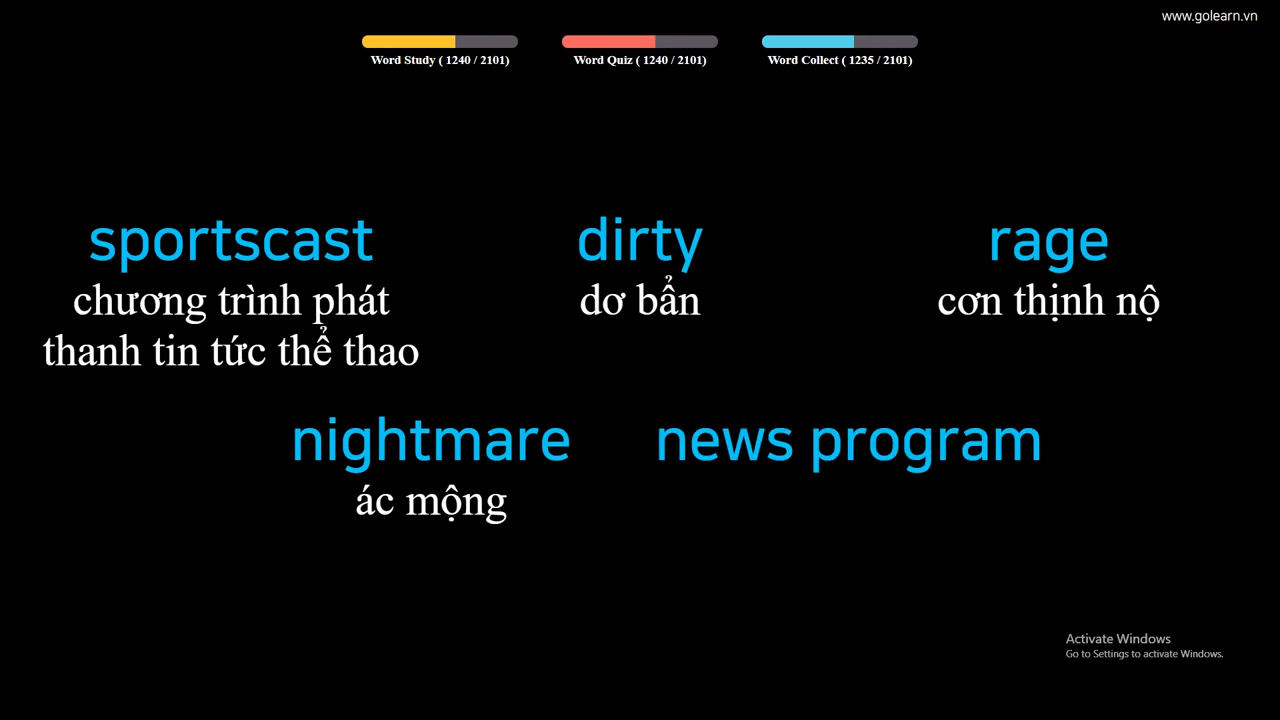 www.golearn.vn
Word Study ( 1240 / 2101)
Word Quiz ( 1240 / 2101)
Word Collect ( 1235 / 2101)
sportscast
chương trình phát
thanh tin tức thể thao
dirty
dơ bẩn
rage
cơn thịnh nộ
nightmare
ác mộng
news program
Activate Windows
Go to Settings to activate Windows.